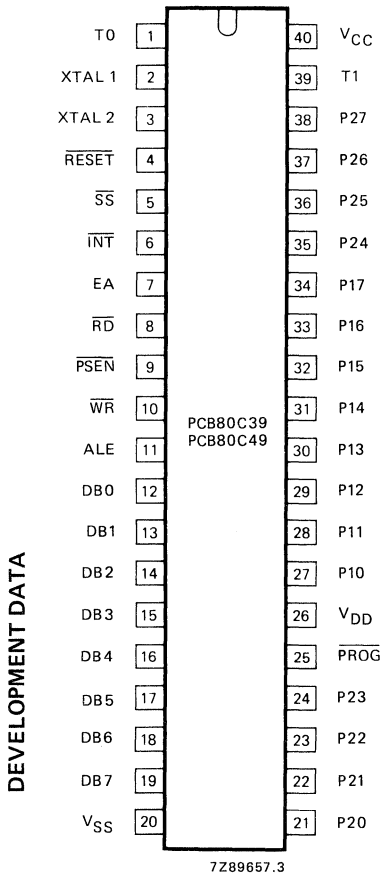 T0 1 40 VCC
XTAL 1 2 39 T1
XTAL 2 3 38 P27
RESET 4 37 P26
SS 5 36 P25
INT 6 35 P24
EA 7 34 P17
RD 8 33 P16
PSEN 9 32 P15
WR 10 31 P14
PCB80C39
PCB80C49
ALE 11 30 P13
DB0 12 29 P12
DB1 13 28 P11
DB2 14 27 P10
DB3 15 26 VDD
DB4 16 25 PROG
DB5 17 24 P23
DB6 18 23 P22
DB7 19 22 P21
VSS 20 21 P20
DEVELOPMENT DATA
7Z89657.3